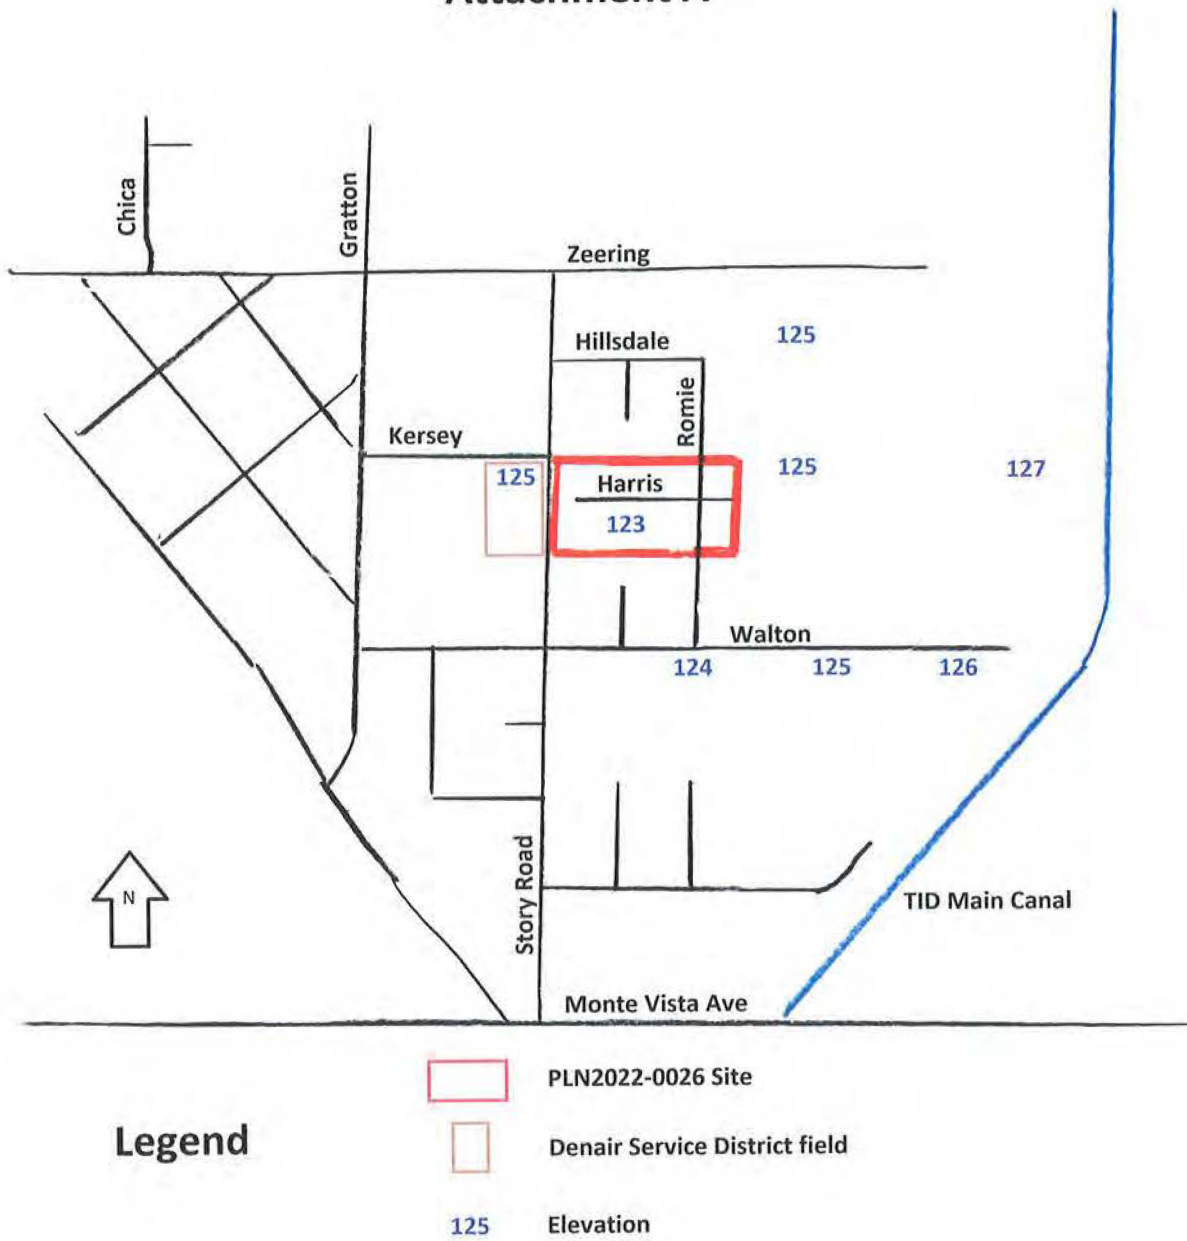 Chica
Gratton
Zeering
Hillsdale
125
Romie
Kersey
125
Harris
125
127
123
Walton
124
125
126
Story Road
N
TID Main Canal
Monte Vista Ave
PLN2022-0026 Site
Legend
Denair Service District field
125
Elevation